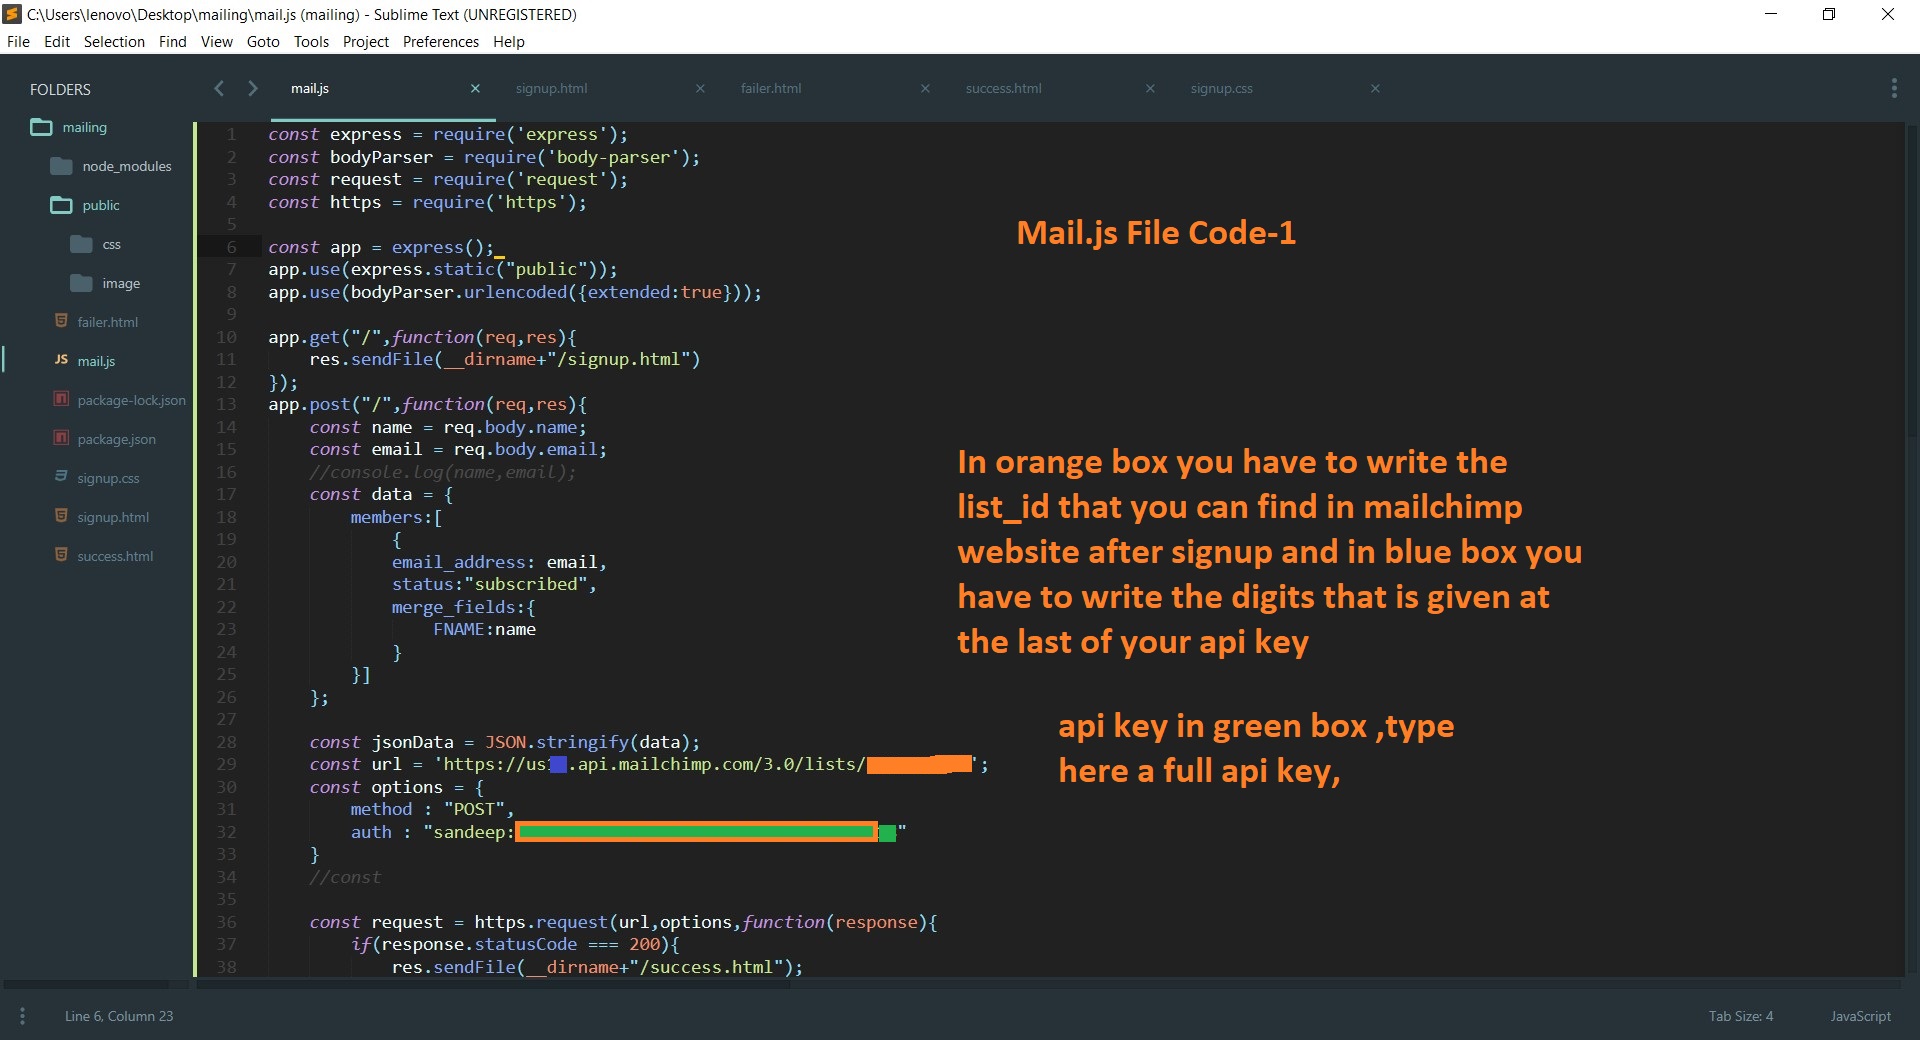 C:\Users\lenovo\Desktop\mailing\mail.js (mailing) - Sublime Text (UNREGISTERED)
File Edit Selection Find View Goto Tools Project Preferences Help
FOLDERS
mailing
node_modules
public
css
image
failer.html
JS mail.js
package-lock.json
package.json
signup.css
signup.html
success.html
mail.js signup.html failer.html success.html signup.css
1 const express = require('express');
2 const bodyParser = require('body-parser');
3 const request = require('request');
4 const https = require('https');
5
6 const app = express();
7 app.use(express.static("public"));
8 app.use(bodyParser.urlencoded({extended:true}));
9
10 app.get("/",function(req,res){
11 res.sendFile(__dirname+"/signup.html")
12 });
13 app.post("/",function(req,res){
14 const name = req.body.name;
15 const email = req.body.email;
16 //console.log(name,email);
17 const data = {
18 members:[
19 {
20 email_address: email,
21 status:"subscribed",
22 merge_fields:{
23 FNAME:name
24 }
25 }]
26 };
27
28 const jsonData = JSON.stringify(data);
29 const url = 'https://us .api.mailchimp.com/3.0/lists/ ';
30 const options = {
31 method : "POST",
32 auth : "sandeep: "
33 }
34 //const
35
36 const request = https.request(url,options,function(response){
37 if(response.statusCode === 200){
38 res.sendFile(__dirname+"/success.html");
Mail.js File Code-1
In orange box you have to write the
list_id that you can find in mailchimp
website after signup and in blue box you
have to write the digits that is given at
the last of your api key
api key in green box ,type
here a full api key,
Line 6, Column 23
Tab Size: 4
JavaScript